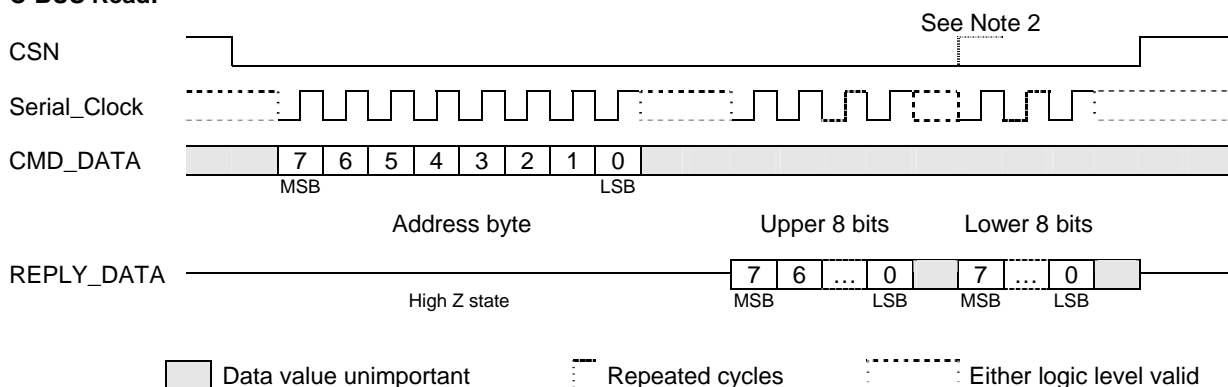 See Note 2
CSN
Serial_Clock
CMD_DATA 7 6 5 4 3 2 1 0
MSB LSB
Address byte Upper 8 bits Lower 8 bits
REPLY_DATA 7 6 … 0 7 … 0
High Z state MSB LSB MSB LSB
Data value unimportant Repeated cycles Either logic level valid